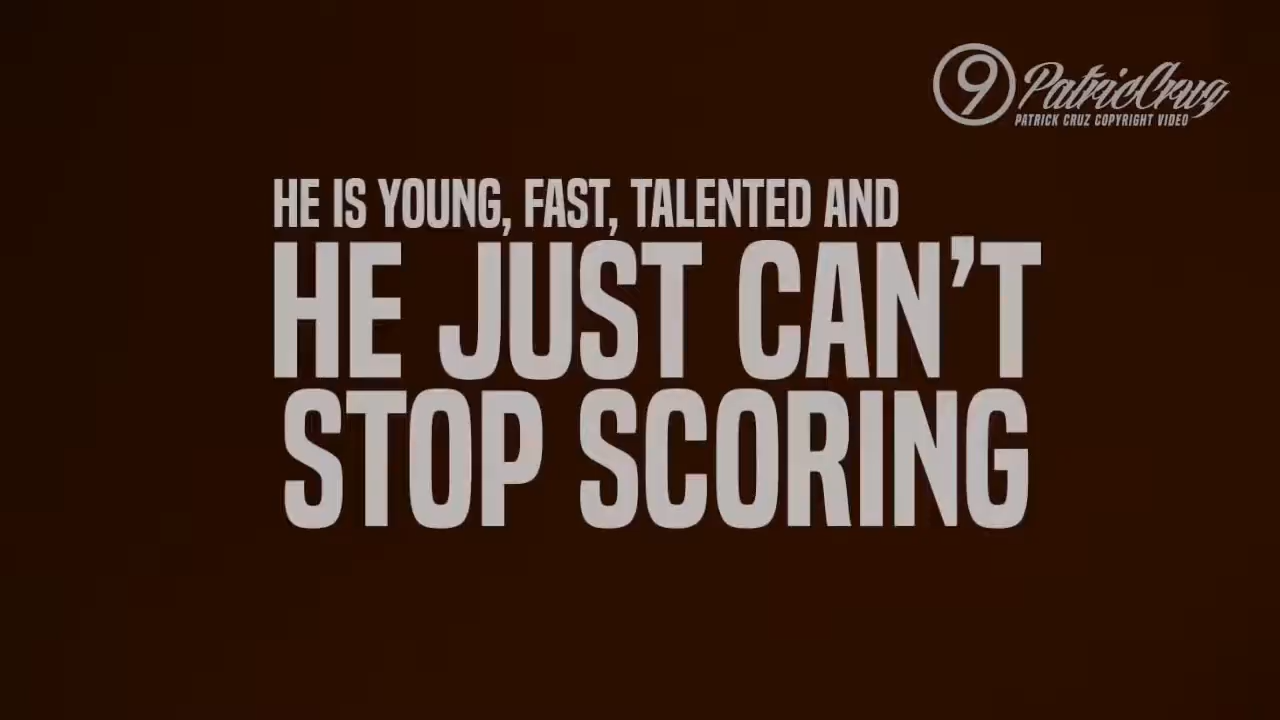 9 PatricCruz
PATRICK CRUZ COPYRIGHT VIDEO
HE IS YOUNG, FAST, TALENTED AND
HE JUST CAN'T
STOP SCORING